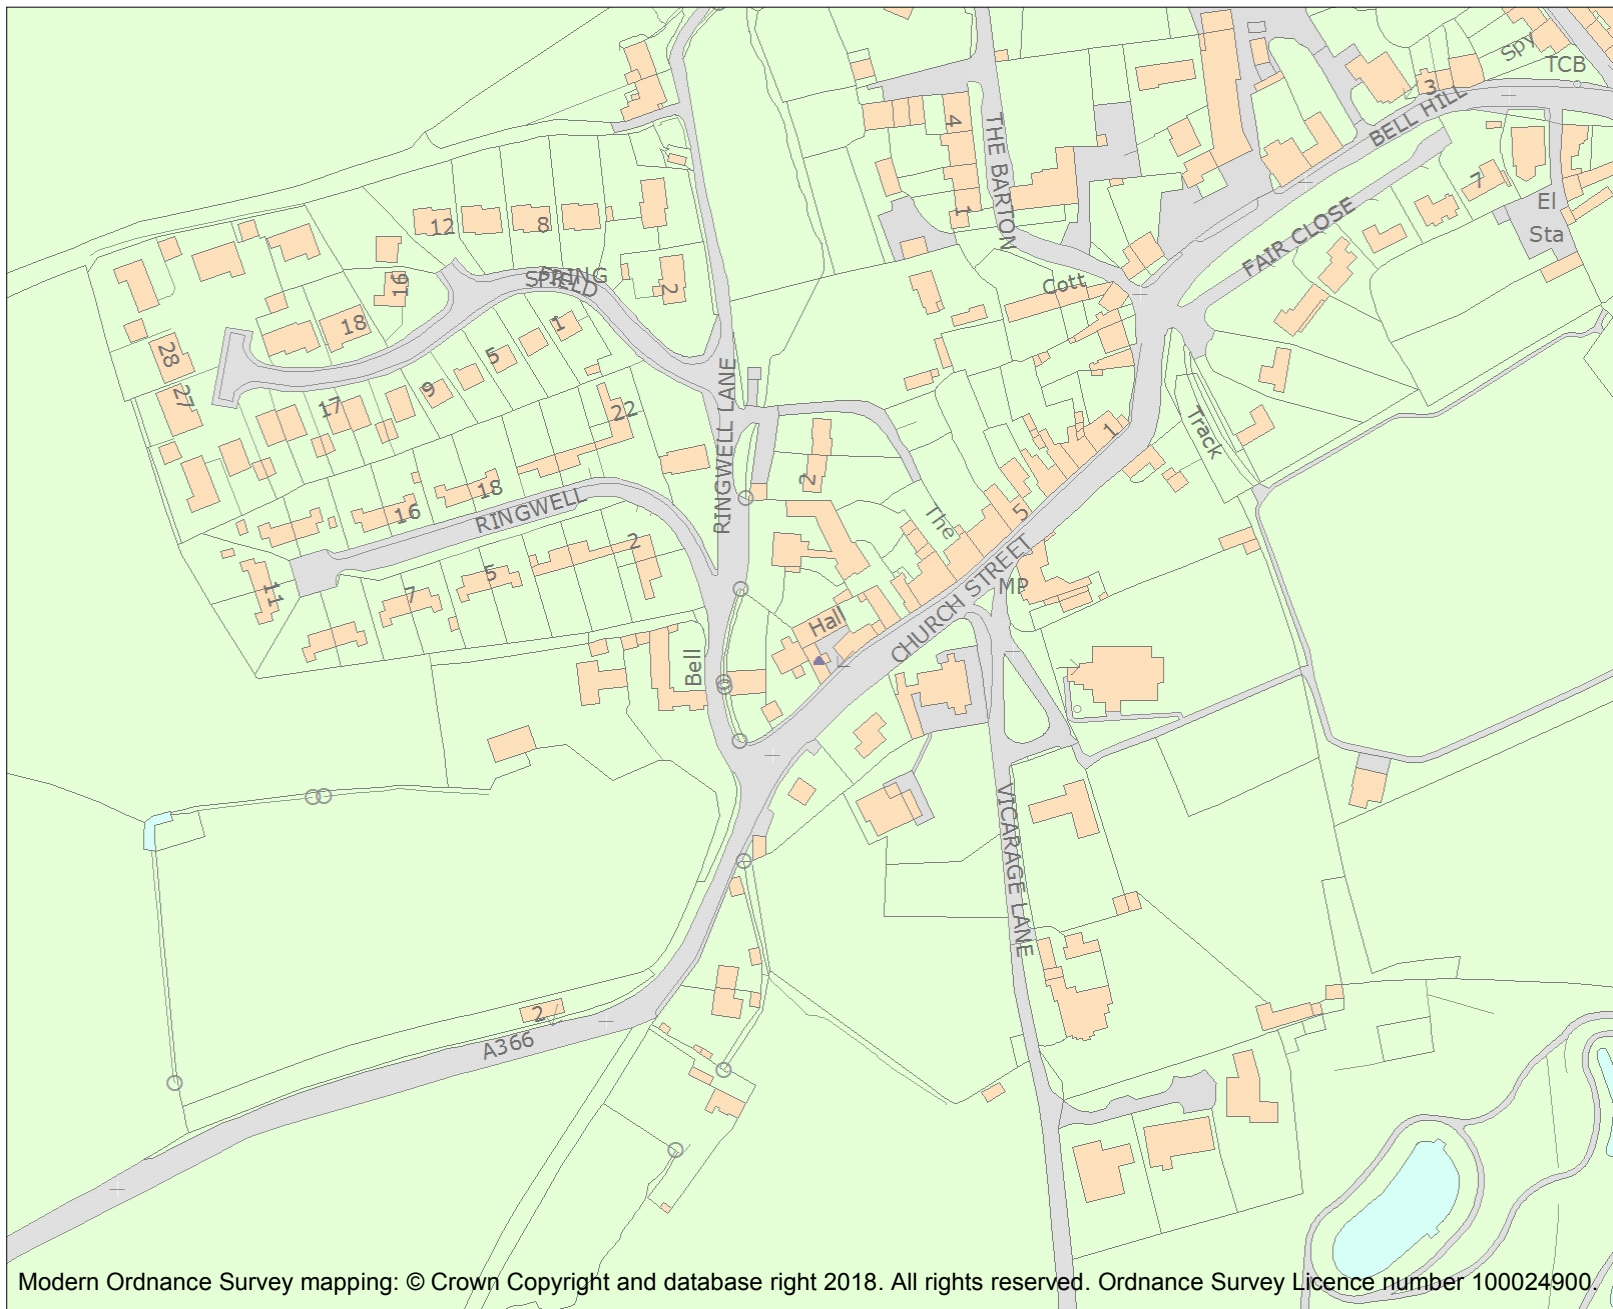 Spy
TCB
3
BELL HILL
4
THE BARTON
1
7
El
Sta
FAIR CLOSE
12
8
SPRING
FIELD
2
16
Cott
18
1
28
5
27
9
17
22
RINGWELL LANE
1
Track
2
18
16
RINGWELL
The
5
2
CHURCH STREET
MP
11
7
5
Hall
Bell
VICARAGE LANE
2
A366
Modern Ordnance Survey mapping: © Crown Copyright and database right 2018. All rights reserved. Ordnance Survey Licence number 100024900.